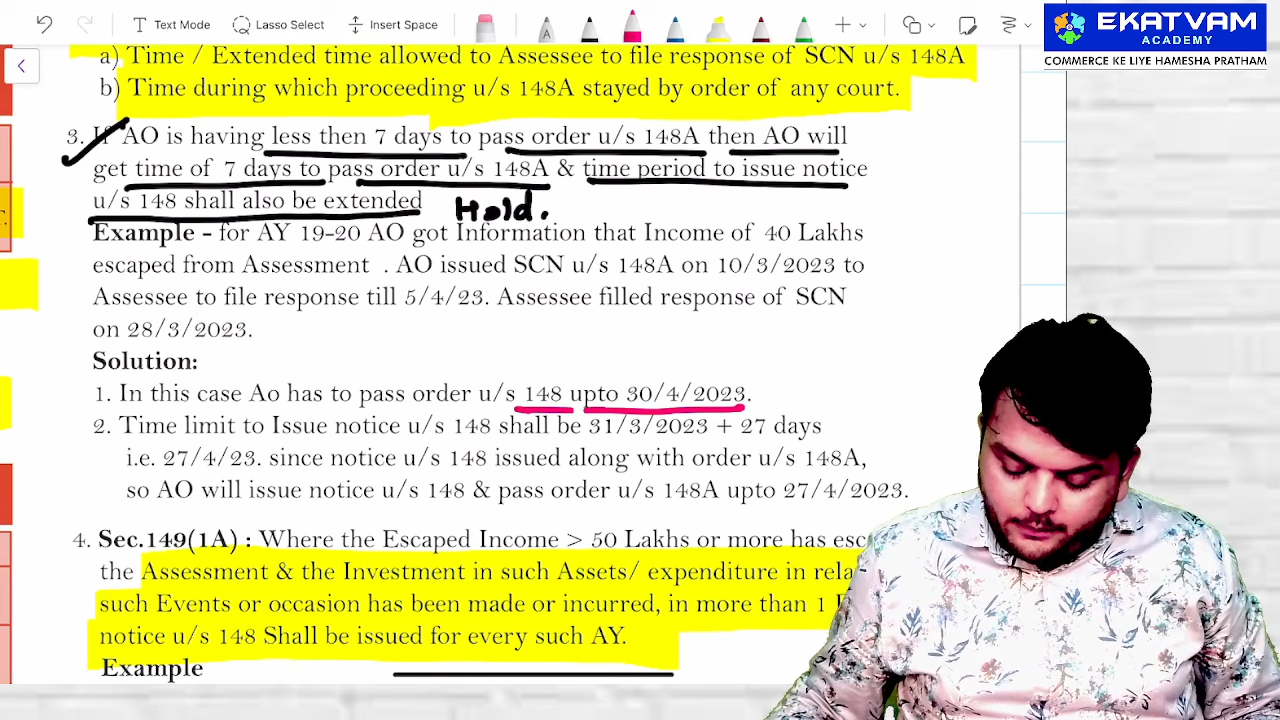 Text Mode Lasso Select Insert Space
EKATVAM
ACADEMY
COMMERCE KE LIYE HAMESHA PRATHAM
a) Time / Extended time allowed to Assessee to file response of SCN u/s 148A
b) Time during which proceeding u/s 148A stayed by order of any court.
3. If AO is having less then 7 days to pass order u/s 148A then AO will
get time of 7 days to pass order u/s 148A & time period to issue notice
u/s 148 shall also be extended Hold.
Example - for AY 19-20 AO got Information that Income of 40 Lakhs
escaped from Assessment . AO issued SCN u/s 148A on 10/3/2023 to
Assessee to file response till 5/4/23. Assessee filled response of SCN
on 28/3/2023.
Solution:
1. In this case Ao has to pass order u/s 148 upto 30/4/2023.
2. Time limit to Issue notice u/s 148 shall be 31/3/2023 + 27 days
i.e. 27/4/23. since notice u/s 148 issued along with order u/s 148A,
so AO will issue notice u/s 148 & pass order u/s 148A upto 27/4/2023.
4. Sec.149(1A) : Where the Escaped Income > 50 Lakhs or more has
the Assessment & the Investment in such Assets/ expenditure in
such Events or occasion has been made or incurred, in more than 1
notice u/s 148 Shall be issued for every such AY.
Example